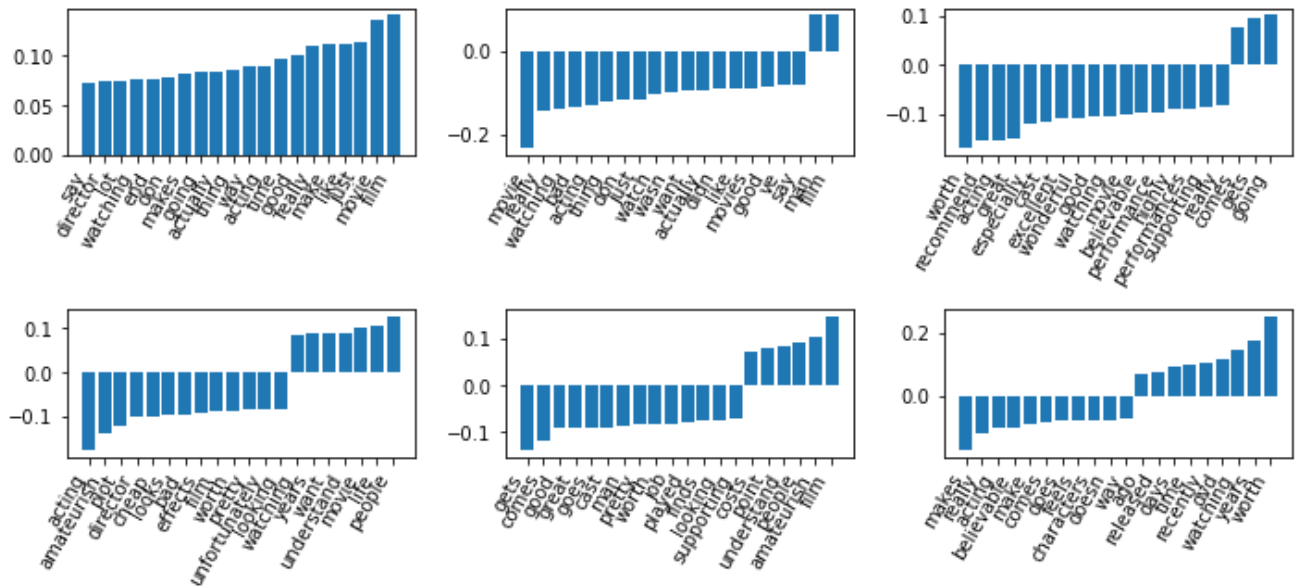 0.10
0.05
0.00
say
director
lot
watching
end
don
makes
going
actually
thing
way
acting
time
good
really
make
like
just
movie
film
0.0
−0.2
movie
really
watching
bad
acting
thing
don
just
watch
wasn
want
actually
didn
like
movies
good
ve
say
man
film
0.1
0.0
−0.1
worth
recommend
acting
great
especially
cast
excellent
wonderful
good
watching
movie
believable
performance
highly
performances
supporting
really
comes
gets
going
0.1
0.0
−0.1
acting
amateurish
plot
director
cheap
looks
bad
effects
film
worth
pretty
unfortunately
looking
watching
years
want
understand
movie
life
people
0.1
0.0
−0.1
gets
comes
good
great
goes
cast
man
pretty
worth
job
played
finds
looking
supporting
costs
point
understand
people
amateurish
film
0.2
0.0
makes
really
acting
believable
make
comes
goes
gets
characters
doesn
way
ago
released
days
time
recently
dvd
watching
years
worth